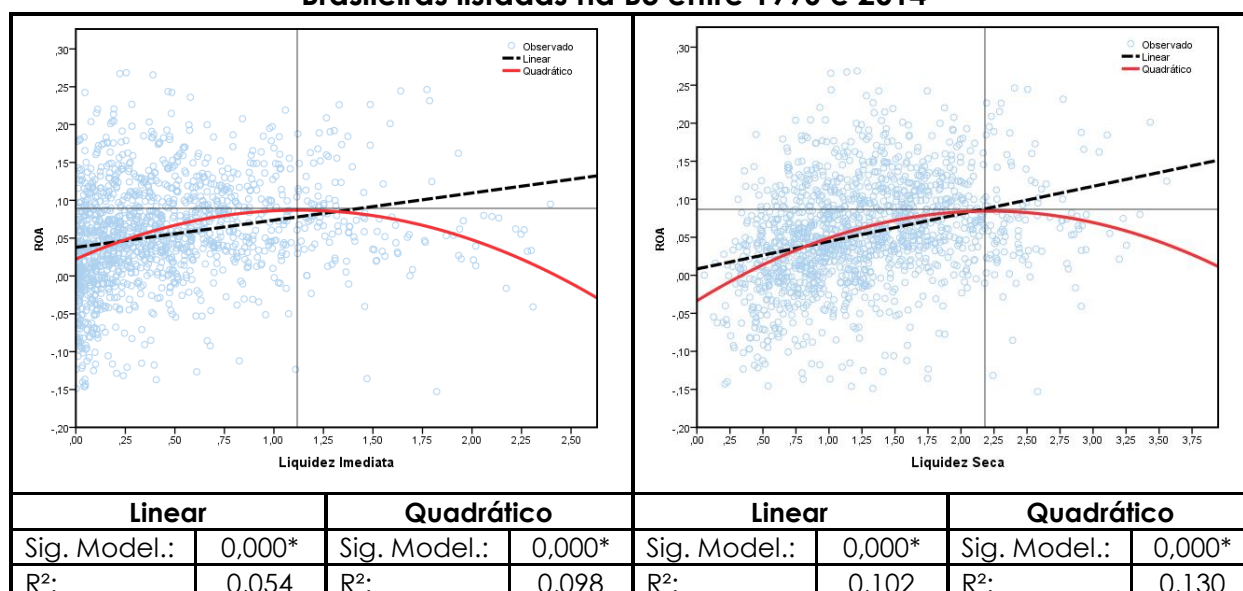 Brasileiras listadas na B3 entre 1996 e 2014
Observado
Linear
Quadrático
ROA
,30
,25
,20
,15
,10
,05
,00
-,05
-,10
-,15
-,20
,00 ,25 ,50 ,75 1,00 1,25 1,50 1,75 2,00 2,25 2,50
Liquidez Imediata
Observado
Linear
Quadrático
ROA
,30
,25
,20
,15
,10
,05
,00
-,05
-,10
-,15
-,20
,00 ,25 ,50 ,75 1,00 1,25 1,50 1,75 2,00 2,25 2,50 2,75 3,00 3,25 3,50 3,75
Liquidez Seca
Linear Quadrático Linear Quadrático
Sig. Model.: 0,000* Sig. Model.: 0,000* Sig. Model.: 0,000* Sig. Model.: 0,000*
R²: 0,054 R²: 0,098 R²: 0,102 R²: 0,130